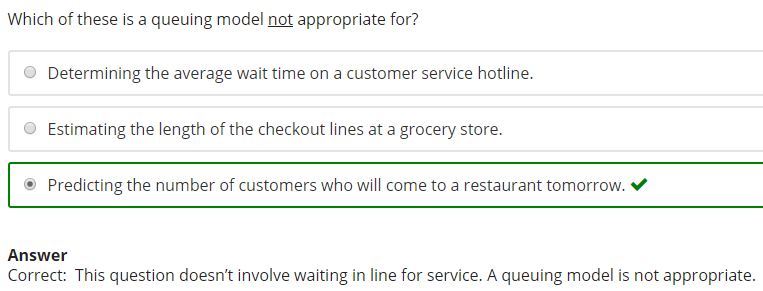 Which of these is a queuing model not appropriate for?
Determining the average wait time on a customer service hotline.
Estimating the length of the checkout lines at a grocery store.
Predicting the number of customers who will come to a restaurant tomorrow.
Answer
Correct: This question doesn’t involve waiting in line for service. A queuing model is not appropriate.